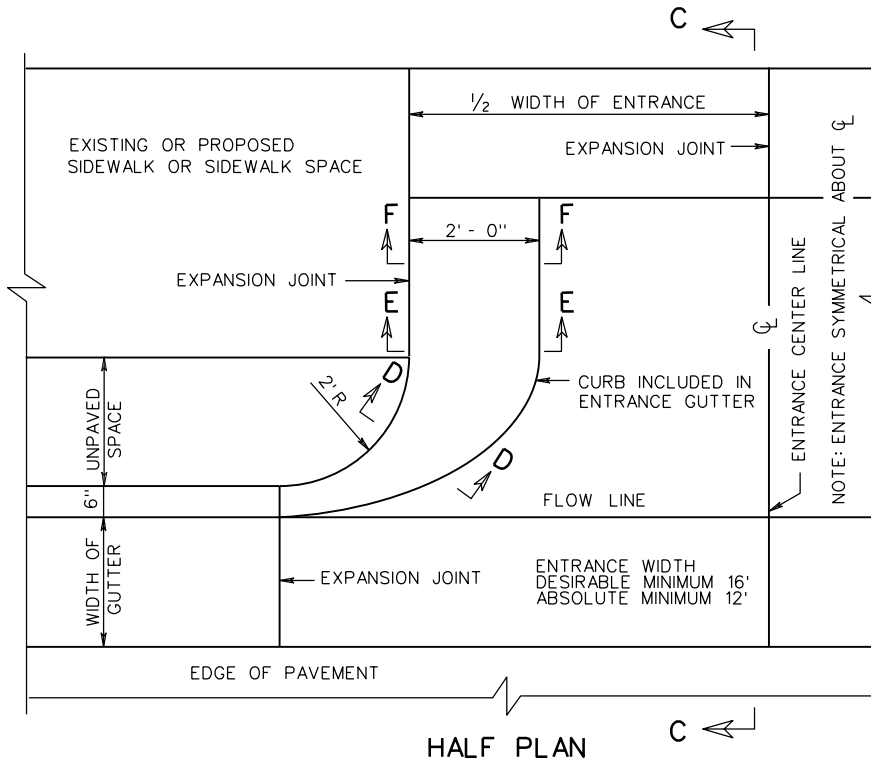 C
½ WIDTH OF ENTRANCE
EXISTING OR PROPOSED
SIDEWALK OR SIDEWALK SPACE
EXPANSION JOINT
NOTE: ENTRANCE SYMMETRICAL ABOUT ℄
F
F
2' - 0"
EXPANSION JOINT
E
E
℄
ENTRANCE CENTER LINE
D
2'R
CURB INCLUDED IN
ENTRANCE GUTTER
UNPAVED
SPACE
D
6"
FLOW LINE
WIDTH OF
GUTTER
EXPANSION JOINT
ENTRANCE WIDTH
DESIRABLE MINIMUM 16'
ABSOLUTE MINIMUM 12'
EDGE OF PAVEMENT
C
HALF PLAN